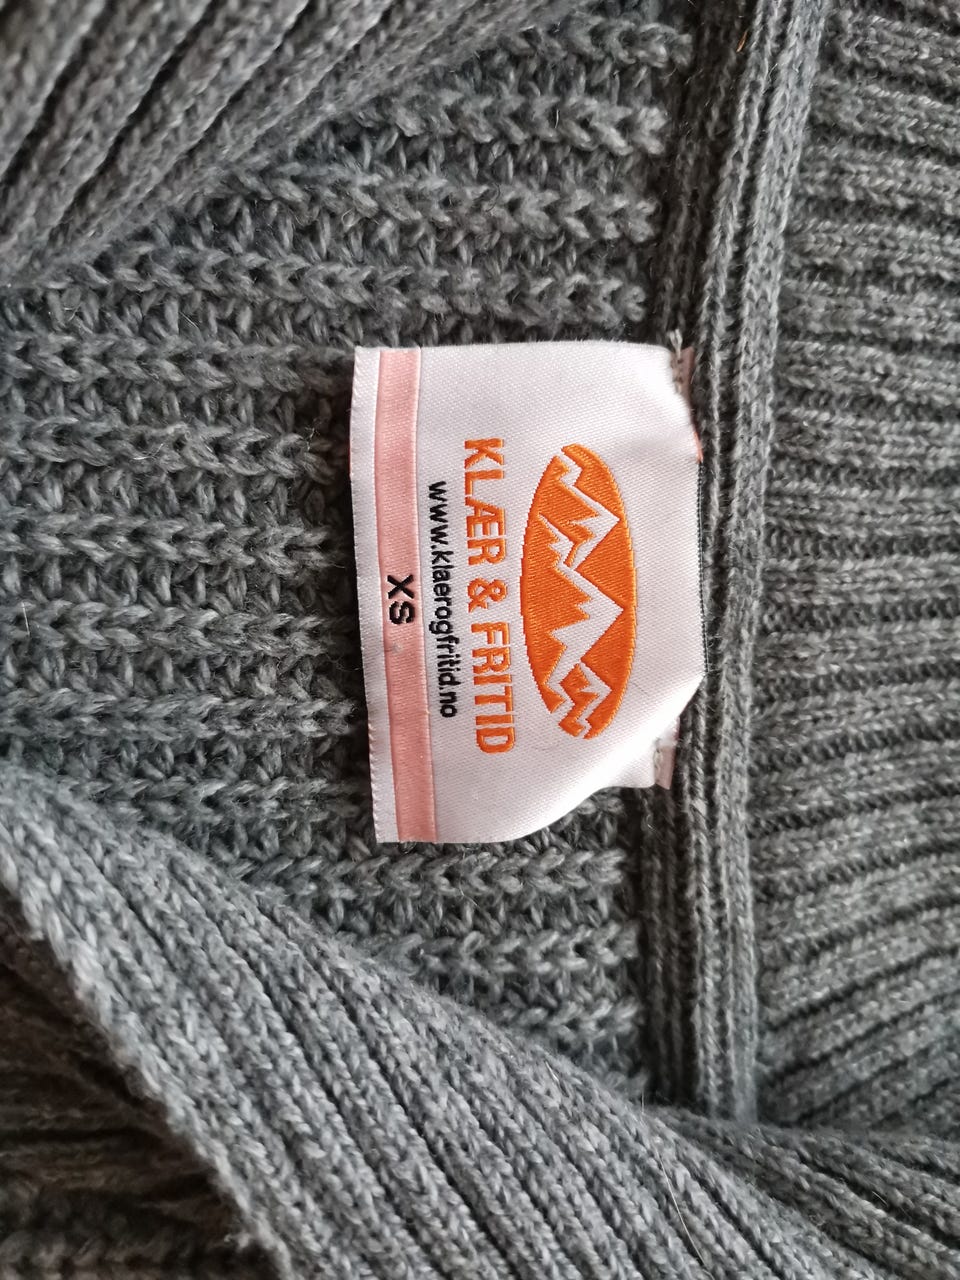 KLÆR & FRITID
www.klaerogfritid.no
XS